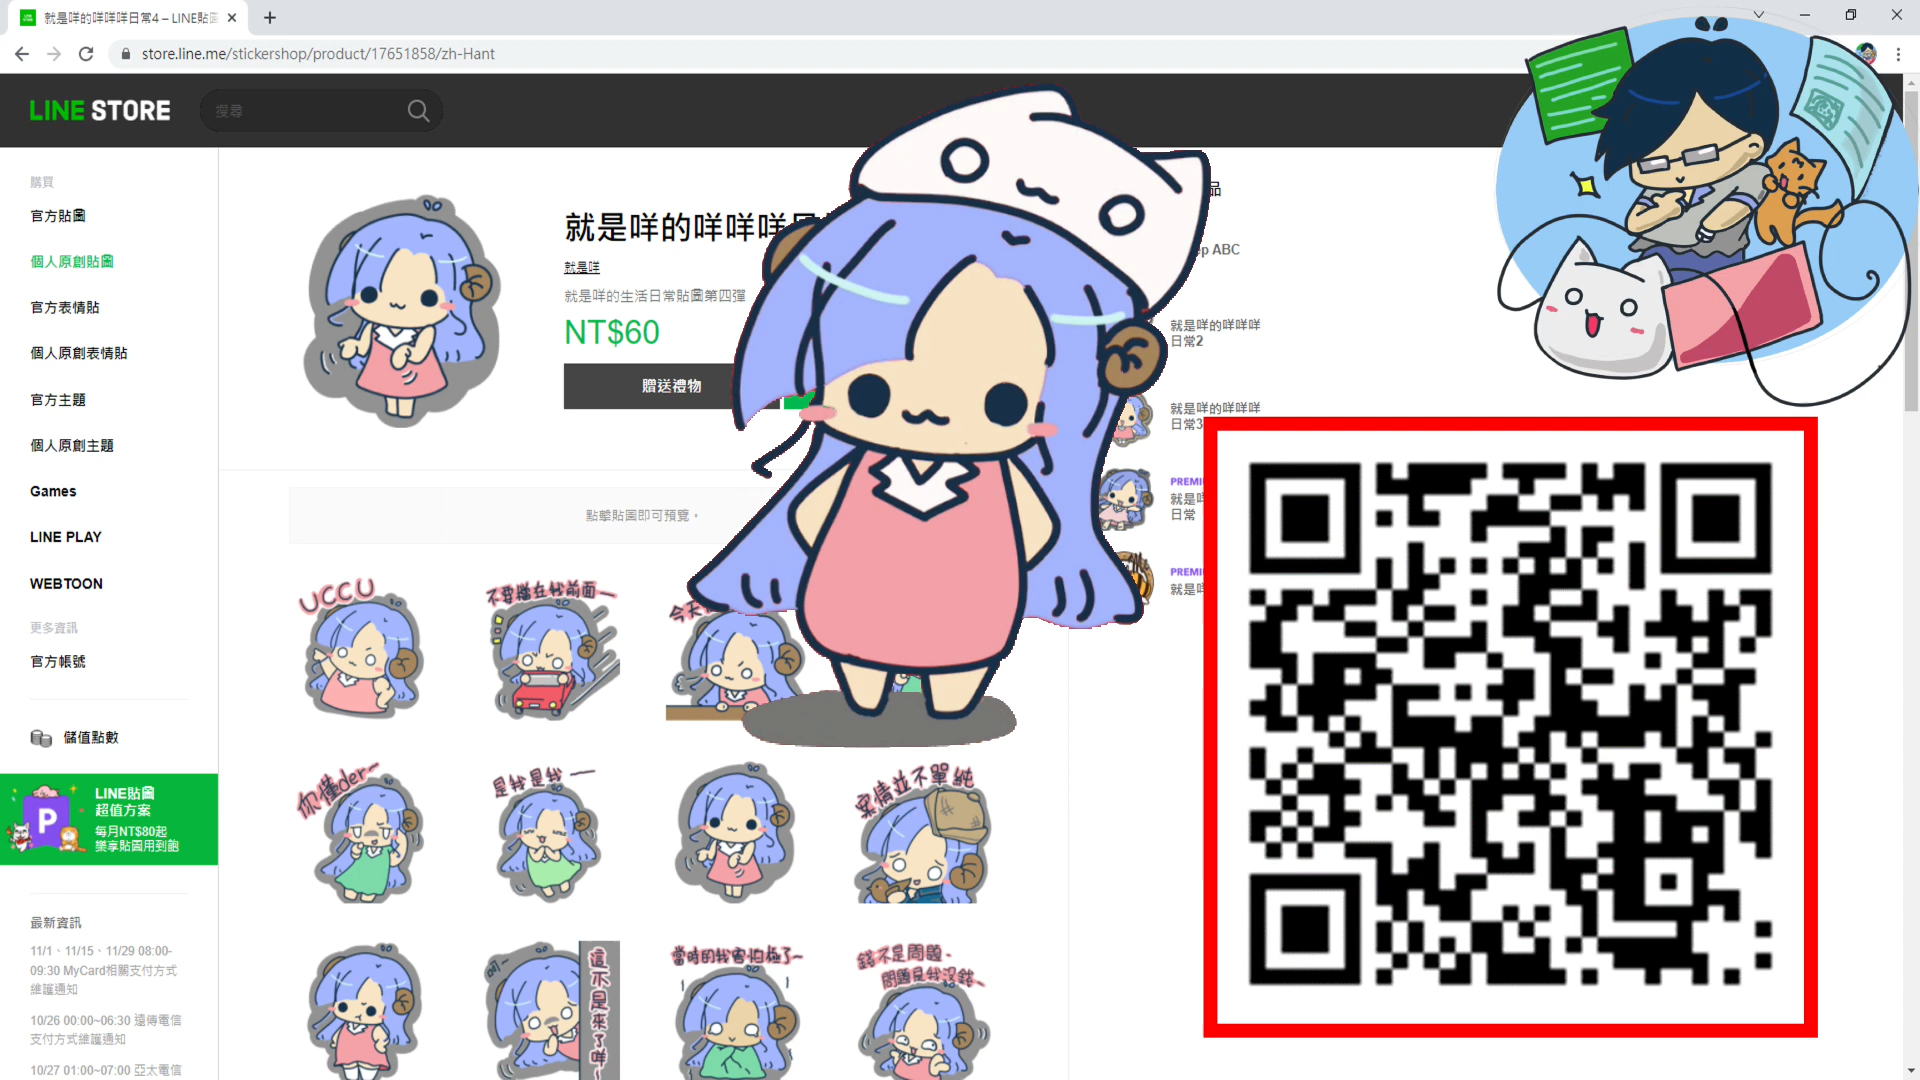 就是咩的咩咩咩日常4 – LINE貼
store.line.me/stickershop/product/17651858/zh-Hant
LINE STORE
搜尋
購買
官方貼圖
個人原創貼圖
官方表情貼
個人原創表情貼
官方主題
個人原創主題
Games
LINE PLAY
WEBTOON
更多資訊
官方帳號
儲值點數
P
LINE貼圖
超值方案
每月NT$80起
樂享貼圖用到飽
最新資訊
11/1、11/15、11/29 08:00-
09:30 MyCard相關支付方式
維護通知
10/26 00:00~06:30 遠傳電信
支付方式維護通知
10/27 01:00~07:00 亞太電信
就是咩的咩咩咩
就是咩
就是咩的生活日常貼圖第四彈
NT$60
贈送禮物
點擊貼圖即可預覽。
UCCU
不要擋在我前面
今天
你懂der~
是我是我
案情並不單純
這不是來了咩~
當時的我害怕極了~
錢不是問題、
問題是我沒錢~
品
p ABC
就是咩的咩咩咩
日常2
就是咩的咩咩咩
日常3
PREMI
就是
日常
PREMI
就是